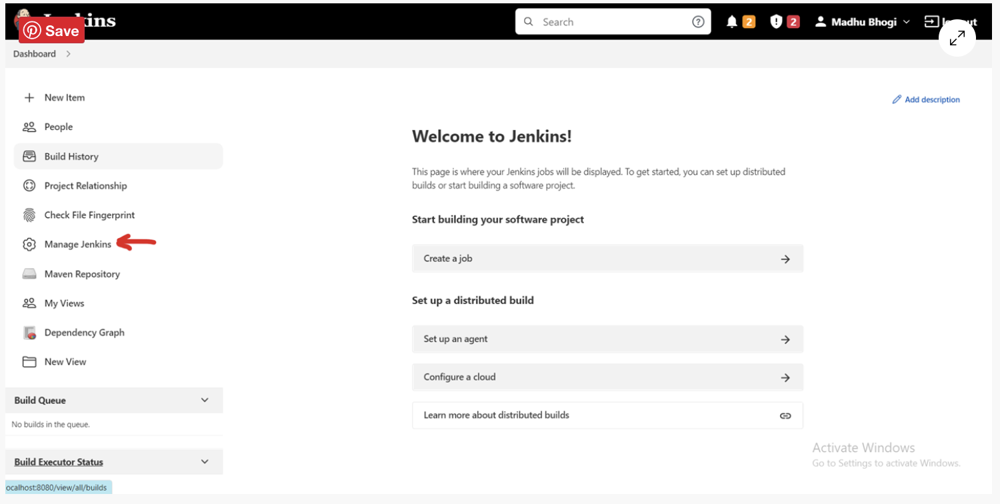 Save
Search
2
2
Madhu Bhogi
Dashboard
New Item
Add description
People
Welcome to Jenkins!
Build History
This page is where your Jenkins jobs will be displayed. To get started, you can set up distributed
builds or start building a software project.
Project Relationship
Check File Fingerprint
Start building your software project
Manage Jenkins
Create a job
Maven Repository
My Views
Set up a distributed build
Dependency Graph
Set up an agent
New View
Configure a cloud
Build Queue
Learn more about distributed builds
No builds in the queue.
Activate Windows
Go to Settings to activate Windows.
Build Executor Status
ocalhost:8080/view/all/builds